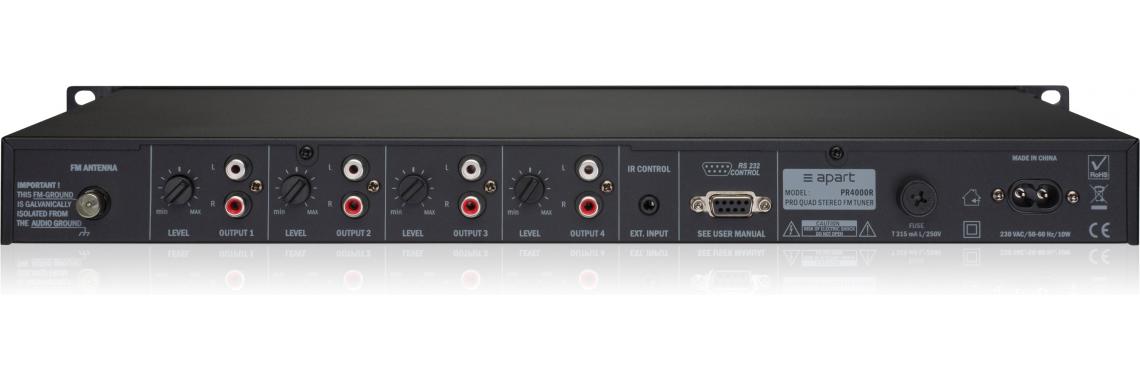 FM ANTENNA
IMPORTANT !
THIS FM-GROUND
IS GALVANICALLY
ISOLATED FROM
THE AUDIO GROUND
min MAX
LEVEL
L
R
OUTPUT 1
min MAX
LEVEL
L
R
OUTPUT 2
min MAX
LEVEL
L
R
OUTPUT 3
min MAX
LEVEL
L
R
OUTPUT 4
IR CONTROL
EXT. INPUT
RS 232
/CONTROL
SEE USER MANUAL
apart
MODEL: PR4000R
PRO QUAD STEREO FM TUNER
CAUTION
RISK OF ELECTRIC SHOCK
DO NOT OPEN
FUSE
T 315 mA L/250V
MADE IN CHINA
230 VAC/50-60 Hz/10W
RoHS
CE